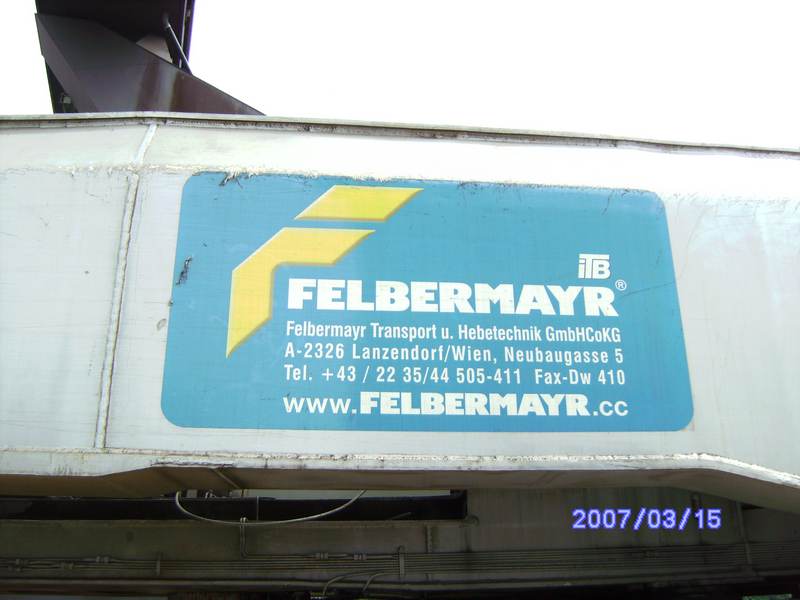 iTB
FELBERMAYR®
Felbermayr Transport u. Hebetechnik GmbHCoKG
A-2326 Lanzendorf/Wien, Neubaugasse 5
Tel. +43 / 22 35/44 505-411 Fax-Dw 410
www.FELBERMAYR.cc
2007/03/15